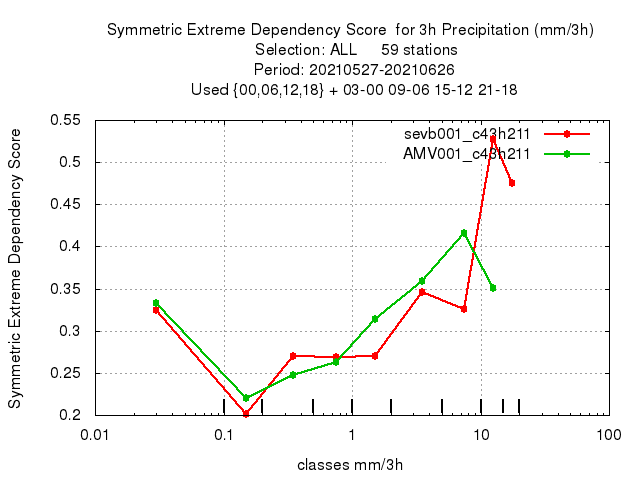 Symmetric Extreme Dependency Score  for 3h Precipitation (mm/3h)
Selection: ALL     59 stations
Period: 20210527-20210626
Used {00,06,12,18} + 03-00 09-06 15-12 21-18
Symmetric Extreme Dependency Score
0.55
0.5
0.45
0.4
0.35
0.3
0.25
0.2
sevb001_c43h211
AMV001_c43h211
0.01
0.1
1
10
100
classes mm/3h